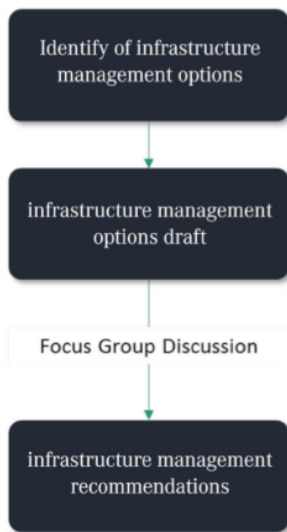 Identify of infrastructure
management options
infrastructure management
options draft
Focus Group Discussion
infrastructure management
recommendations